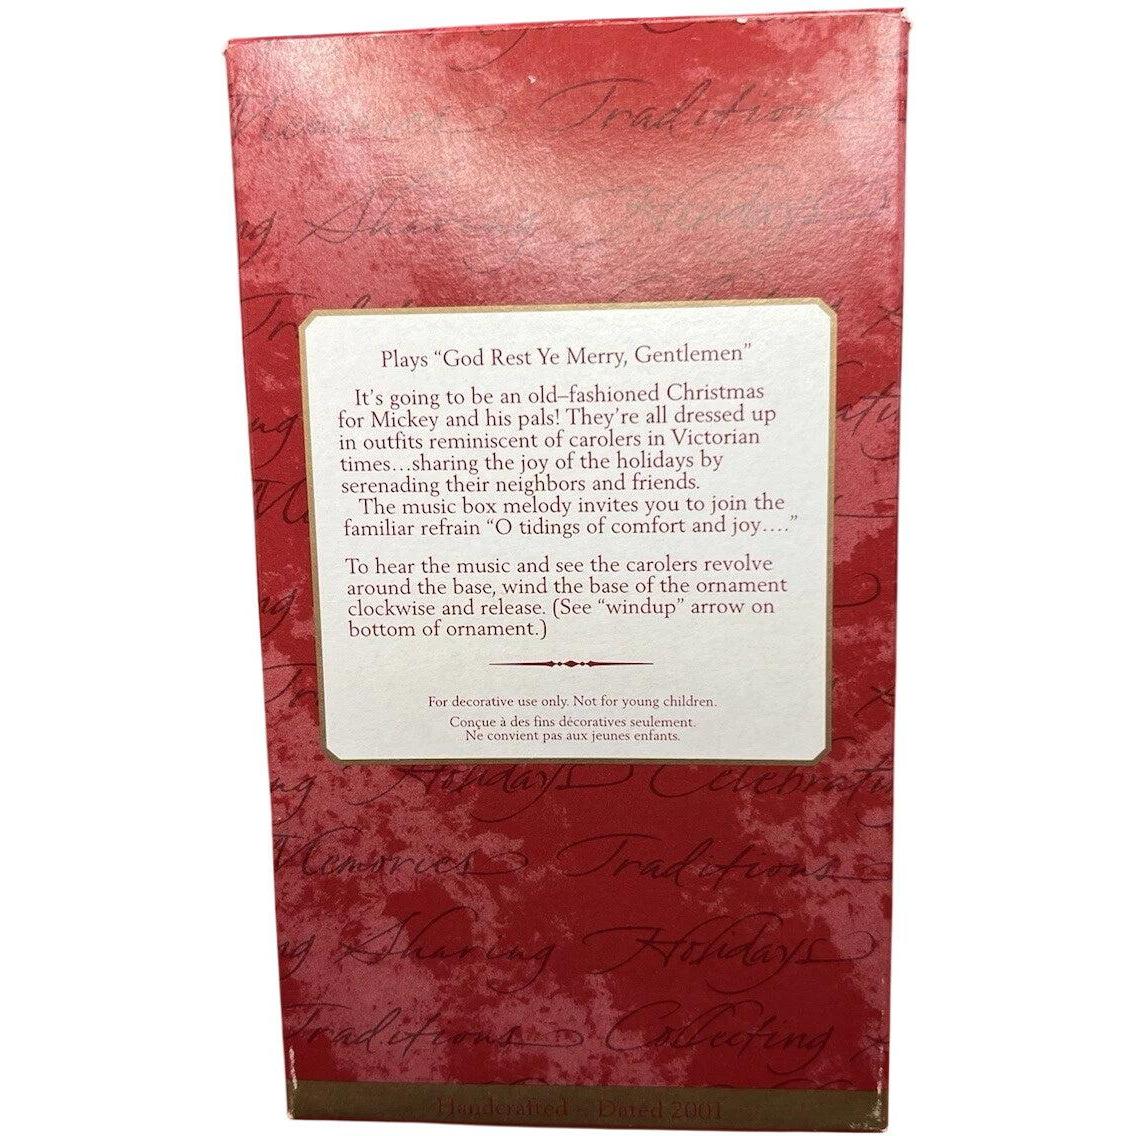 Memories Traditions
ng Sharing Holidays
Plays “God Rest Ye Merry, Gentlemen”
It’s going to be an old–fashioned Christmas
for Mickey and his pals! They’re all dressed up
in outfits reminiscent of carolers in Victorian
times...sharing the joy of the holidays by
serenading their neighbors and friends.
The music box melody invites you to join the
familiar refrain “O tidings of comfort and joy....”
To hear the music and see the carolers revolve
around the base, wind the base of the ornament
clockwise and release. (See “windup” arrow on
bottom of ornament.)
For decorative use only. Not for young children.
Conçue à des fins décoratives seulement.
Ne convient pas aux jeunes enfants.
ng Holidays Celebratin
Memories Traditions
ng Sharing Holidays
Traditions Collecting
Handcrafted ~ Dated 2001